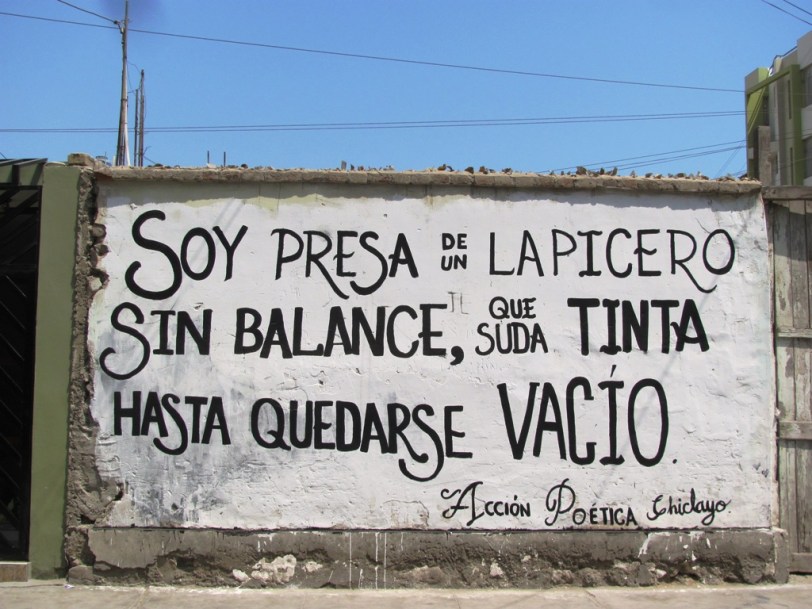 SOY PRESA DE UN LAPICERO
SIN BALANCE, QUE SUDA TINTA
HASTA QUEDARSE VACÍO.
Acción Poética Chiclayo.